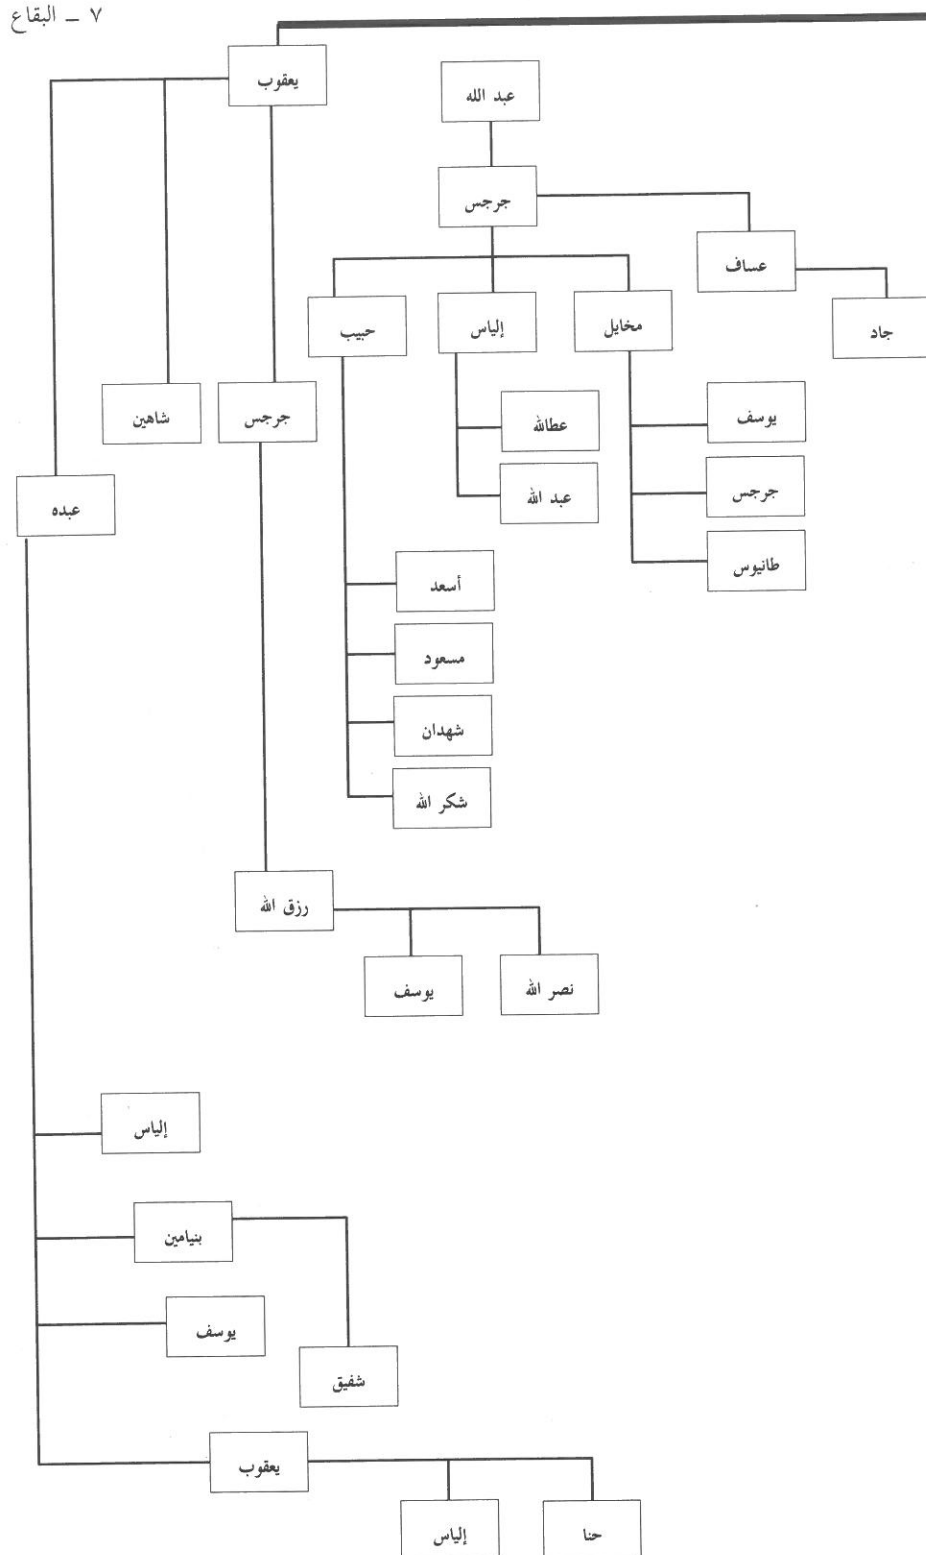 ٧ – البقاع
يعقوب
عبد الله
جرجس
عساف
جاد
مخايل
إلياس
حبيب
يوسف
عطالله
جرجس
شاهين
جرجس
عبد الله
عبده
طانيوس
أسعد
مسعود
شهدان
شكر الله
رزق الله
نصر الله
يوسف
إلياس
بنيامين
يوسف
شفيق
يعقوب
حنا
إلياس